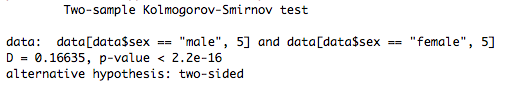 Two-sample Kolmogorov-Smirnov test
data:  data[data$sex == "male", 5] and data[data$sex == "female", 5]
D = 0.16635, p-value < 2.2e-16
alternative hypothesis: two-sided